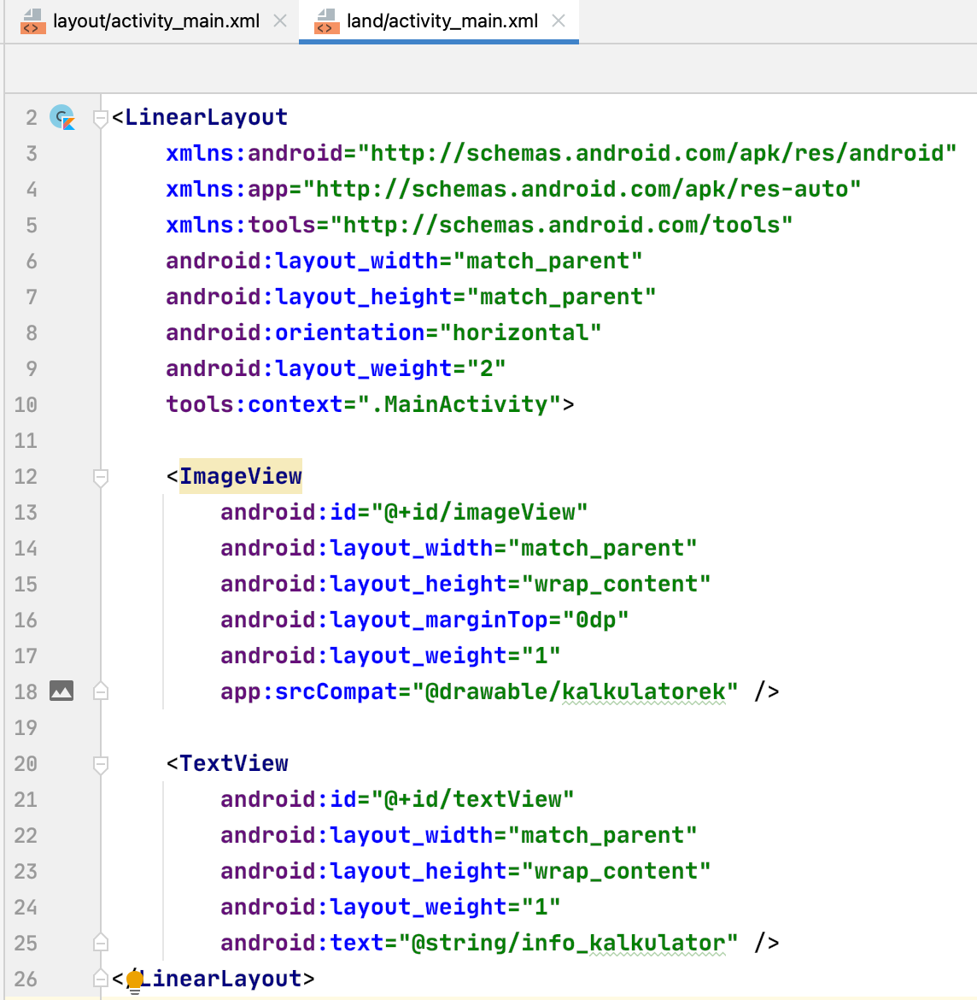 layout/activity_main.xml × land/activity_main.xml ×
2 <LinearLayout
3 xmlns:android="http://schemas.android.com/apk/res/android"
4 xmlns:app="http://schemas.android.com/apk/res-auto"
5 xmlns:tools="http://schemas.android.com/tools"
6 android:layout_width="match_parent"
7 android:layout_height="match_parent"
8 android:orientation="horizontal"
9 android:layout_weight="2"
10 tools:context=".MainActivity">
11
12 <ImageView
13 android:id="@+id/imageView"
14 android:layout_width="match_parent"
15 android:layout_height="wrap_content"
16 android:layout_marginTop="0dp"
17 android:layout_weight="1"
18 app:srcCompat="@drawable/kalkulatorek" />
19
20 <TextView
21 android:id="@+id/textView"
22 android:layout_width="match_parent"
23 android:layout_height="wrap_content"
24 android:layout_weight="1"
25 android:text="@string/info_kalkulator" />
26 </LinearLayout>